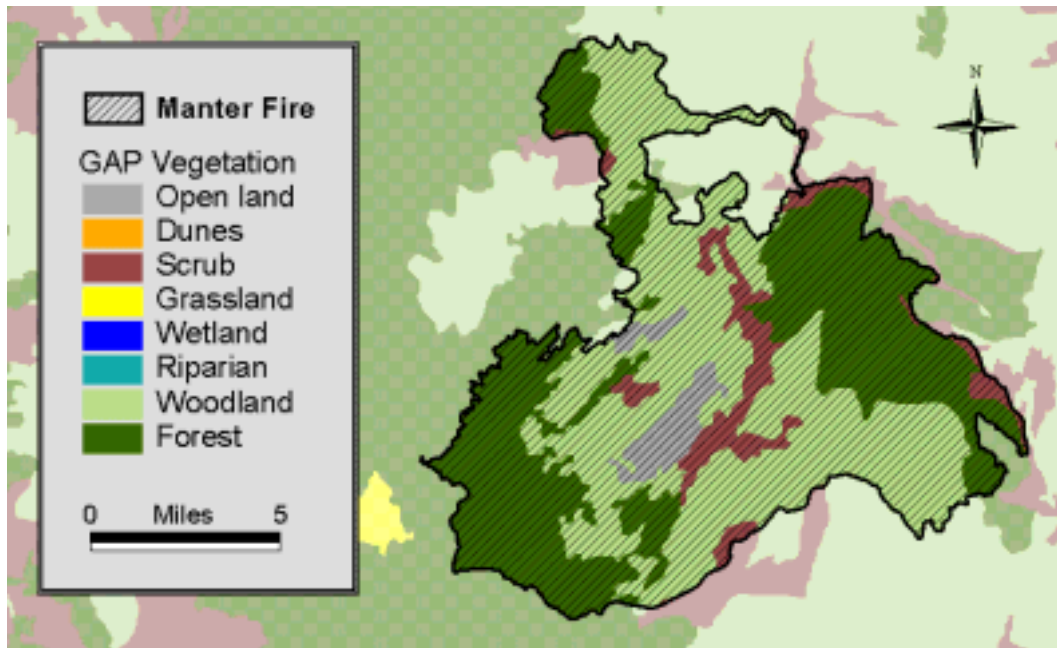 Manter Fire
GAP Vegetation
Open land
Dunes
Scrub
Grassland
Wetland
Riparian
Woodland
Forest
0 Miles 5
N